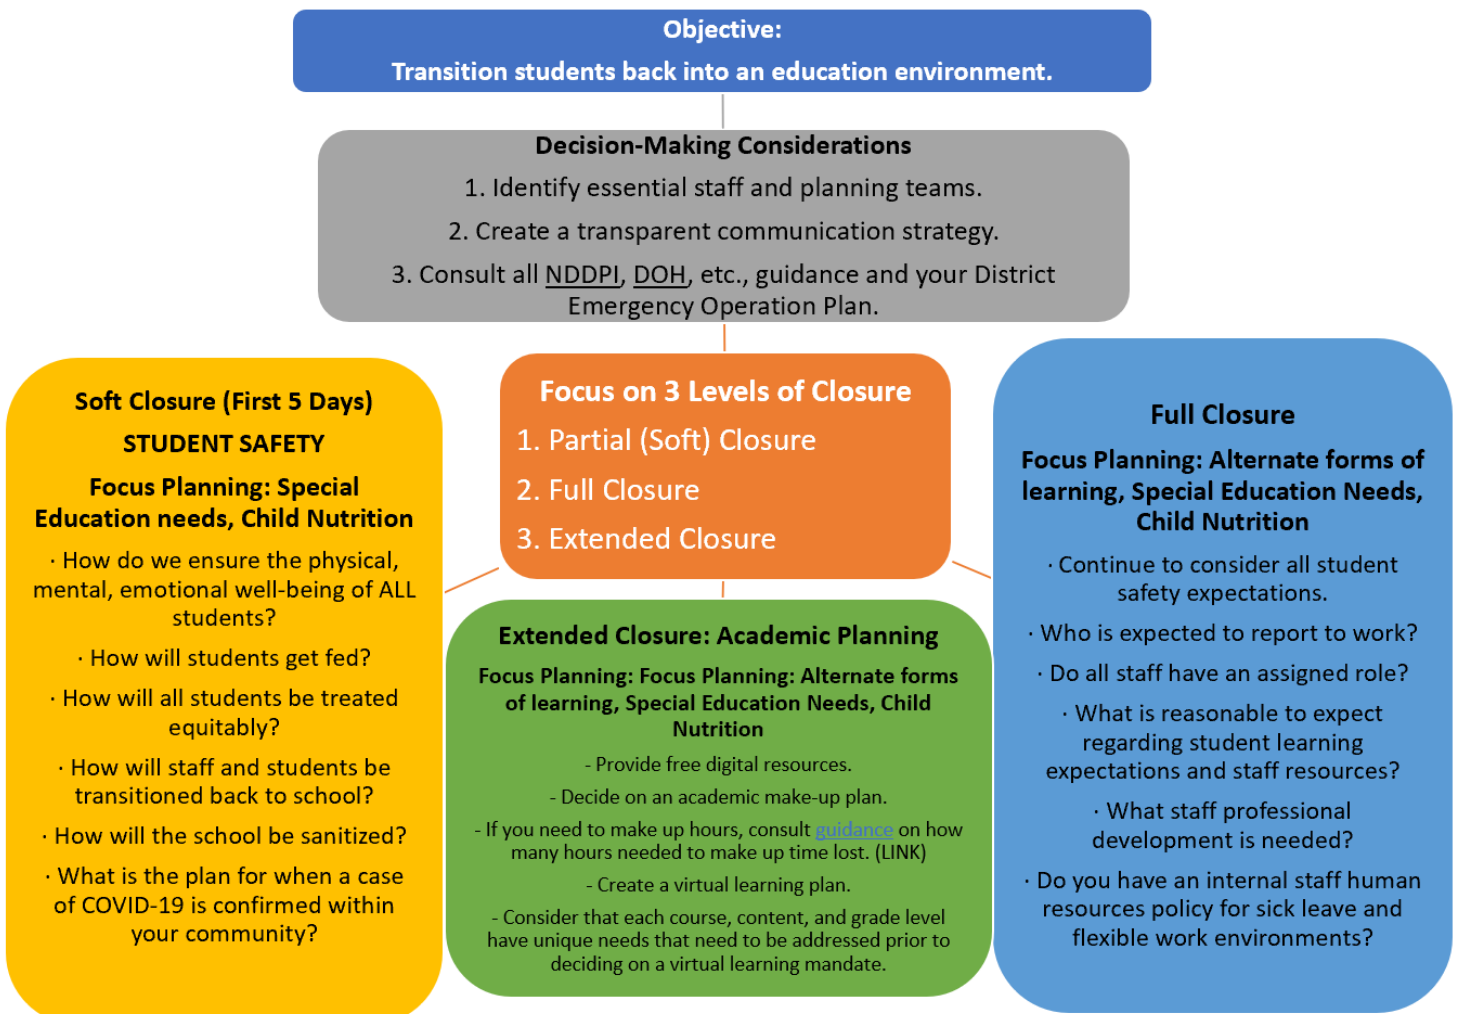 Objective:
Transition students back into an education environment.
Decision-Making Considerations
1. Identify essential staff and planning teams.
2. Create a transparent communication strategy.
3. Consult all NDDPI, DOH, etc., guidance and your District
Emergency Operation Plan.
Soft Closure (First 5 Days)
STUDENT SAFETY
Focus Planning: Special
Education needs, Child Nutrition
· How do we ensure the physical,
mental, emotional well-being of ALL
students?
· How will students get fed?
· How will all students be treated
equitably?
· How will staff and students be
transitioned back to school?
· How will the school be sanitized?
· What is the plan for when a case
of COVID-19 is confirmed within
your community?
Focus on 3 Levels of Closure
1. Partial (Soft) Closure
2. Full Closure
3. Extended Closure
Extended Closure: Academic Planning
Focus Planning: Focus Planning: Alternate forms
of learning, Special Education Needs, Child
Nutrition
- Provide free digital resources.
- Decide on an academic make-up plan.
- If you need to make up hours, consult guidance on how
many hours needed to make up time lost. (LINK)
- Create a virtual learning plan.
- Consider that each course, content, and grade level
have unique needs that need to be addressed prior to
deciding on a virtual learning mandate.
Full Closure
Focus Planning: Alternate forms of
learning, Special Education Needs,
Child Nutrition
· Continue to consider all student
safety expectations.
· Who is expected to report to work?
· Do all staff have an assigned role?
· What is reasonable to expect
regarding student learning
expectations and staff resources?
· What staff professional
development is needed?
· Do you have an internal staff human
resources policy for sick leave and
flexible work environments?